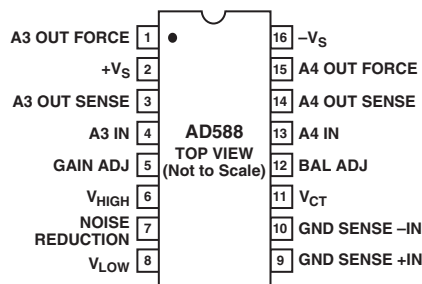 A3 OUT FORCE 1
+VS 2
A3 OUT SENSE 3
A3 IN 4
GAIN ADJ 5
VHIGH 6
NOISE
REDUCTION 7
VLOW 8
AD588
TOP VIEW
(Not to Scale)
16 –VS
15 A4 OUT FORCE
14 A4 OUT SENSE
13 A4 IN
12 BAL ADJ
11 VCT
10 GND SENSE –IN
9 GND SENSE +IN